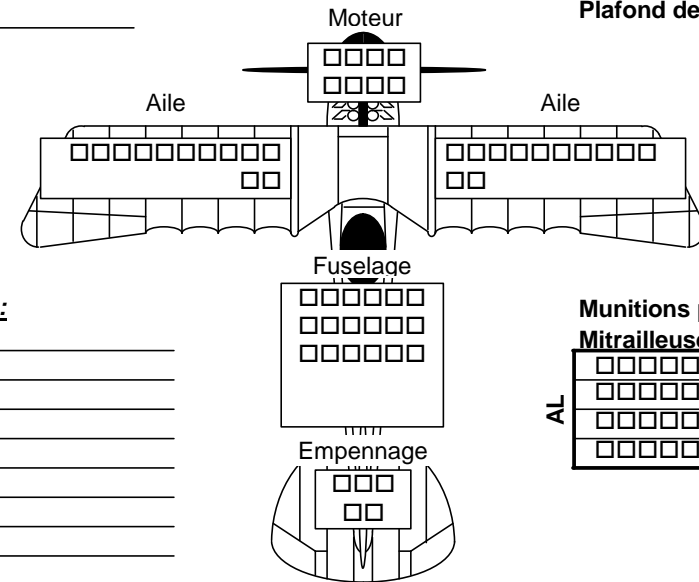 Plafond de
Moteur
Aile
Aile
Fuselage
:
Munitions
Mitrailleuse
AL
Empennage